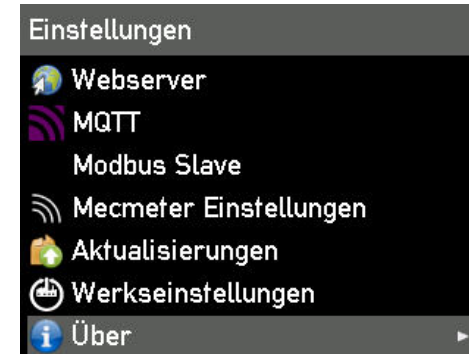 Einstellungen
Webserver
MQTT
Modbus Slave
Mecmeter Einstellungen
Aktualisierungen
Werkseinstellungen
Über